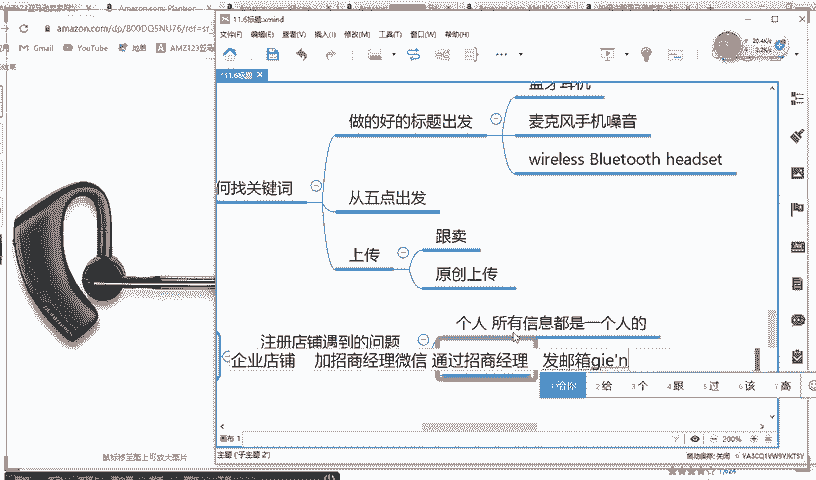 Amazon.com: Plantron
11.6标题.xmind
amazon.com/dp/B00DQ5NU76/ref=sr_
文件(F) 编辑(E) 查看(V) 插入(I) 修改(M) 工具(T) 窗口(W) 帮助(H)
Gmail YouTube 地图 AMZ123亚马
20.4K/s
11.6标题
蓝牙耳机
做的好的标题出发
麦克风手机噪音
wireless Bluetooth headset
何找关键词
从五点出发
上传
跟卖
原创上传
个人 所有信息都是一个人的
注册店铺遇到的问题
企业店铺 加招商经理微信 通过招商经理 发邮箱gie'n
1 给你 2 给 3 个 4 跟 5 过 6 该 7 高
画布 1
200%
鼠标移至图上可放大图片
主题 ('子主题 2')
YA3CQ1VW9YJKTSY